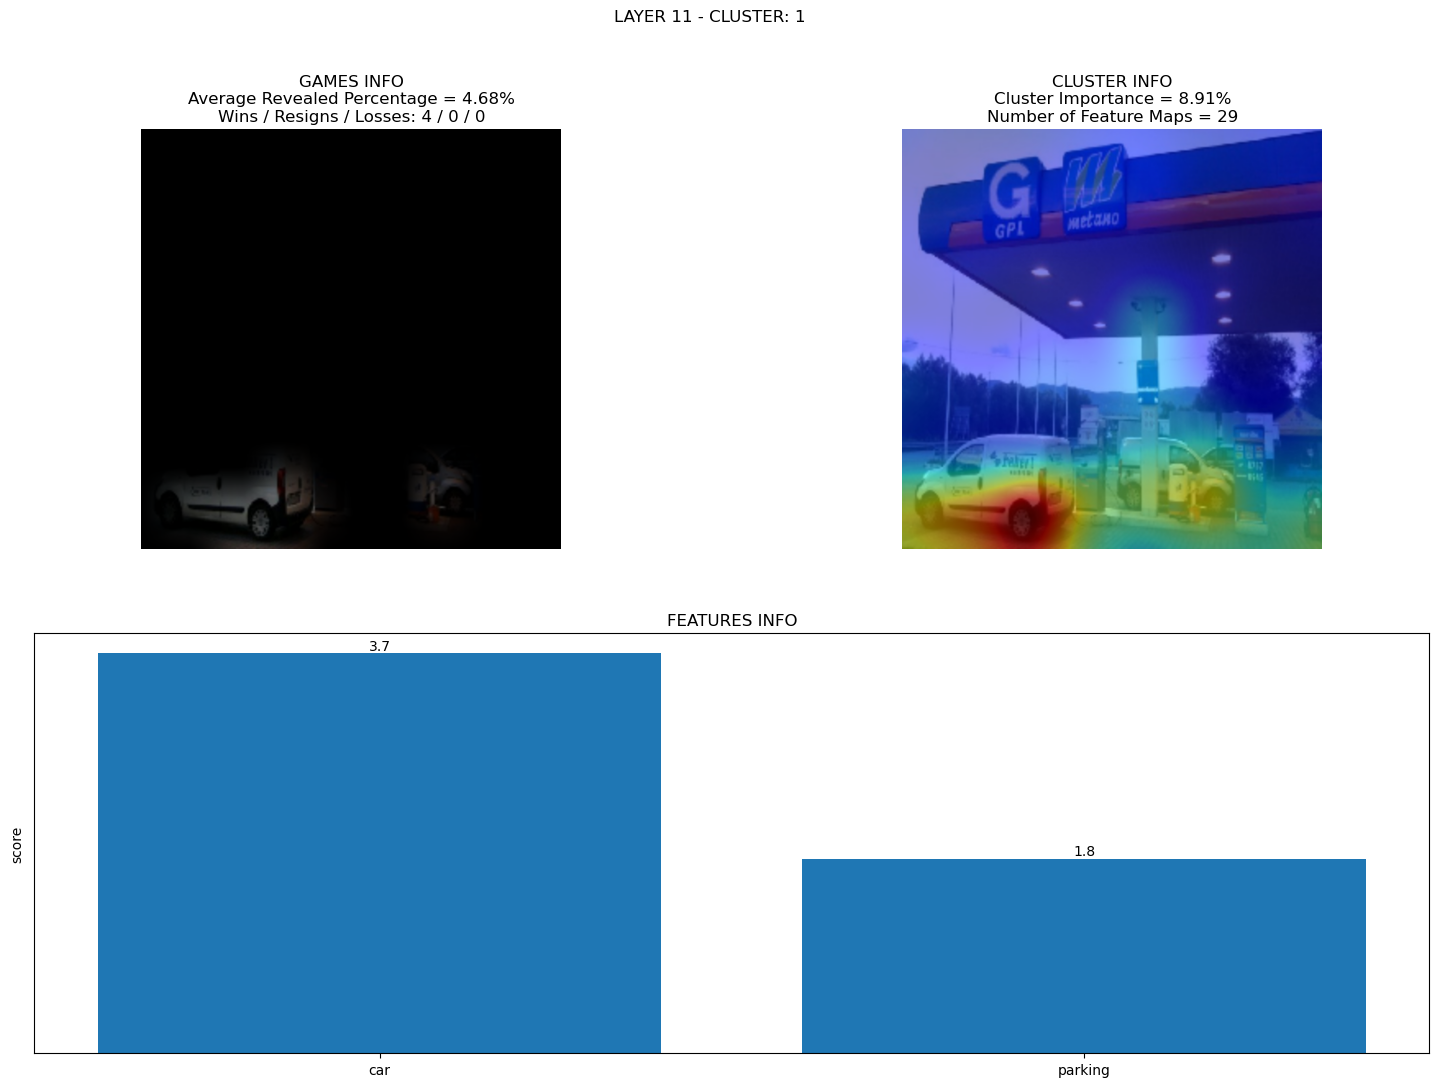 LAYER 11 - CLUSTER: 1
GAMES INFO
Average Revealed Percentage = 4.68%
Wins / Resigns / Losses: 4 / 0 / 0
CLUSTER INFO
Cluster Importance = 8.91%
Number of Feature Maps = 29
G
GPL
metano
FEATURES INFO
score
3.7
1.8
car
parking